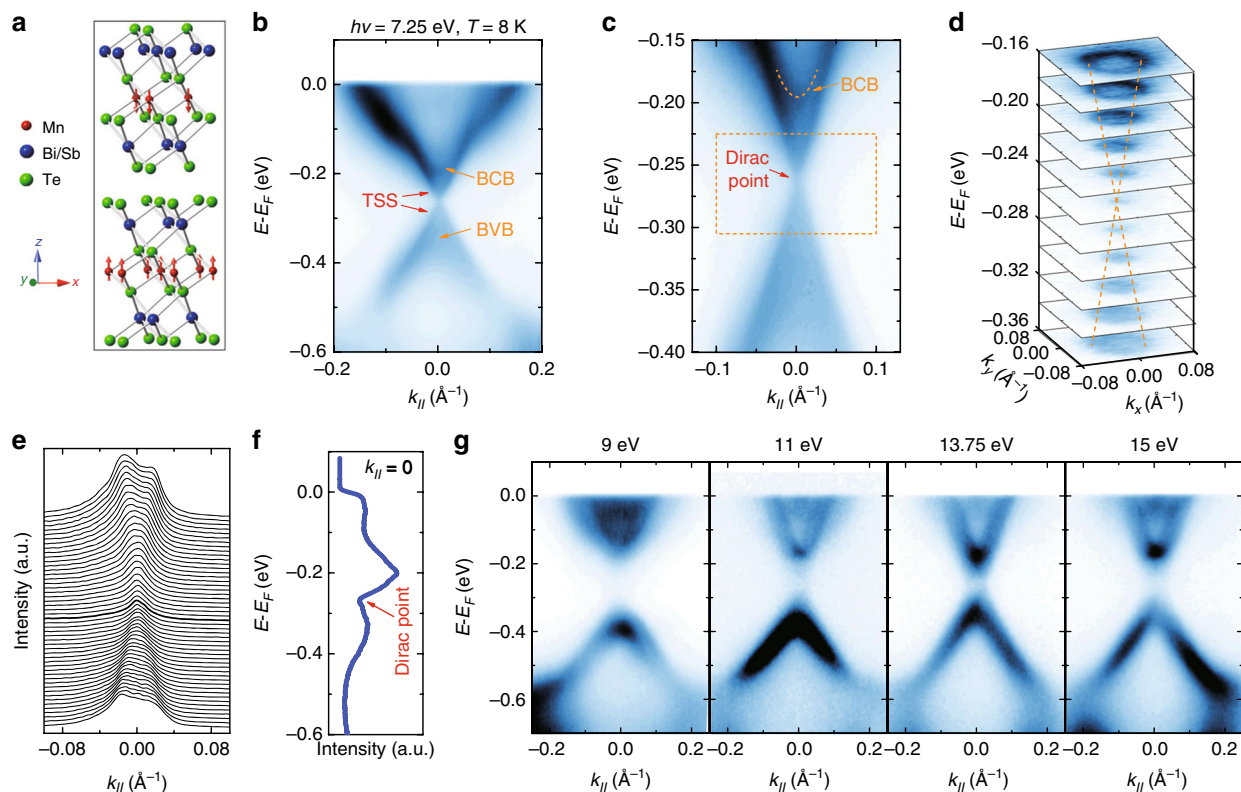 a
Mn
Bi/Sb
Te
z
y
x
b
hν = 7.25 eV, T = 8 K
E-E_F (eV)
0.0
−0.2
−0.4
−0.6
TSS
BCB
BVB
−0.2
0.0
0.2
k_// (Å⁻¹)
c
E-E_F (eV)
−0.15
−0.20
−0.25
−0.30
−0.35
−0.40
BCB
Dirac
point
−0.1
0.0
0.1
k_// (Å⁻¹)
d
E-E_F (eV)
−0.16
−0.20
−0.24
−0.28
−0.32
−0.36
0.08
0.00
−0.08
k_y (Å⁻¹)
−0.08
0.00
0.08
k_x (Å⁻¹)
e
Intensity (a.u.)
−0.08
0.00
0.08
k_// (Å⁻¹)
f
k_// = 0
E-E_F (eV)
0.0
−0.2
−0.4
−0.6
Dirac point
Intensity (a.u.)
g
9 eV
11 eV
13.75 eV
15 eV
E-E_F (eV)
0.0
−0.2
−0.4
−0.6
−0.2
0.0
0.2
−0.2
0.0
0.2
−0.2
0.0
0.2
−0.2
0.0
0.2
k_// (Å⁻¹)
k_// (Å⁻¹)
k_// (Å⁻¹)
k_// (Å⁻¹)